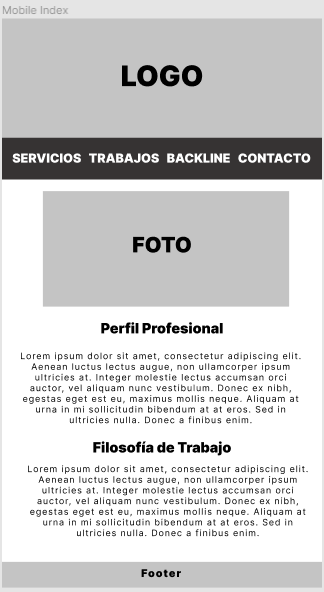 Mobile Index
LOGO
SERVICIOS TRABAJOS BACKLINE CONTACTO
FOTO
Perfil Profesional
Lorem ipsum dolor sit amet, consectetur adipiscing elit.
Aenean luctus lectus augue, non ullamcorper ipsum
ultricies at. Integer molestie lectus accumsan orci
auctor, vel aliquam nunc vestibulum. Donec ex nibh,
egestas eget est eu, maximus mollis neque. Aliquam at
urna in mi sollicitudin bibendum at at eros. Sed in
ultricies nulla. Donec a finibus enim.
Filosofía de Trabajo
Lorem ipsum dolor sit amet, consectetur adipiscing elit.
Aenean luctus lectus augue, non ullamcorper ipsum
ultricies at. Integer molestie lectus accumsan orci
auctor, vel aliquam nunc vestibulum. Donec ex nibh,
egestas eget est eu, maximus mollis neque. Aliquam at
urna in mi sollicitudin bibendum at at eros. Sed in
ultricies nulla. Donec a finibus enim.
Footer